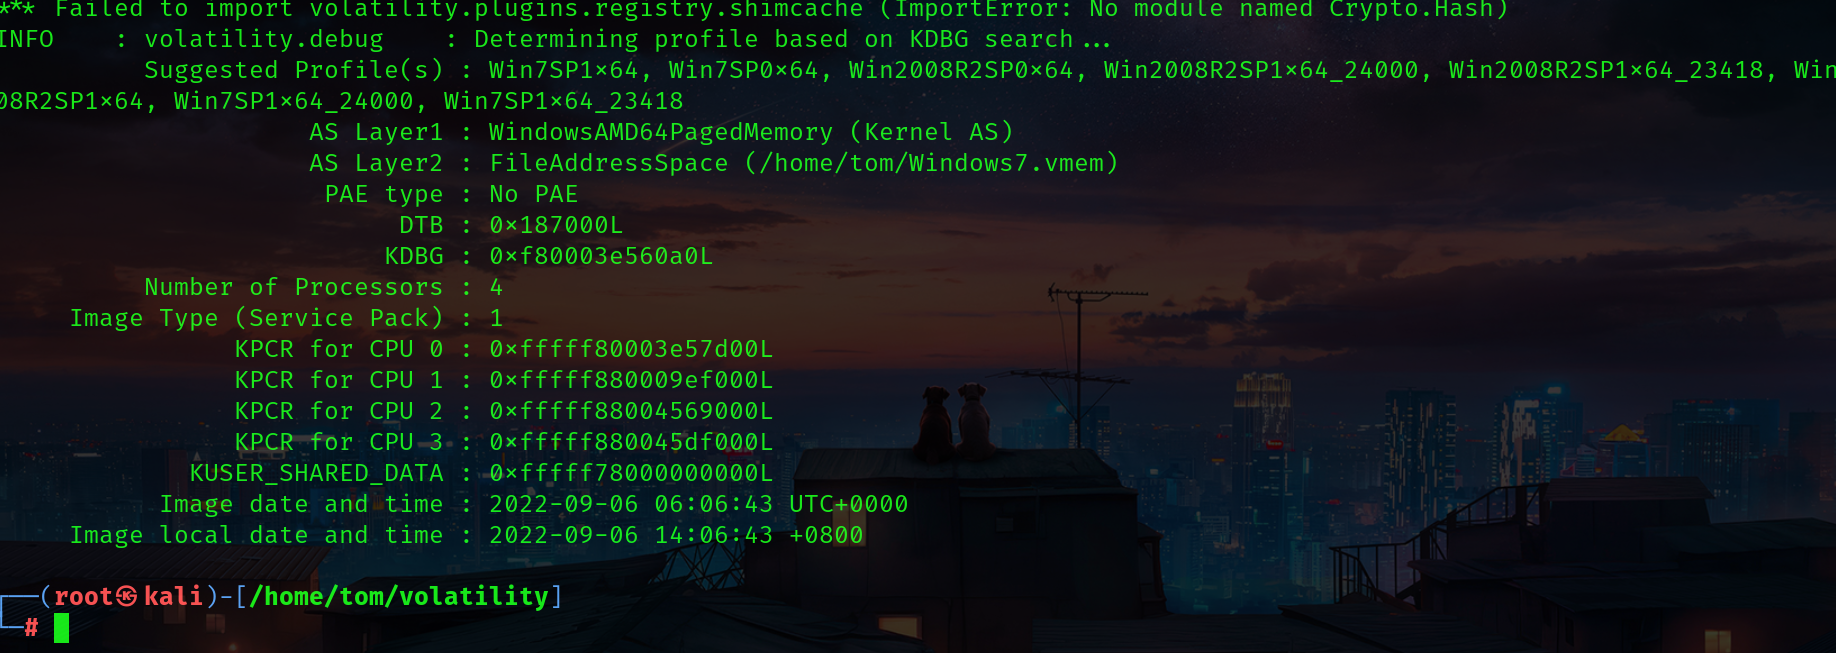 *** Failed to import volatility.plugins.registry.shimcache (ImportError: No module named Crypto.Hash)
INFO    : volatility.debug    : Determining profile based on KDBG search...
Suggested Profile(s) : Win7SP1x64, Win7SP0x64, Win2008R2SP0x64, Win2008R2SP1x64_24000, Win2008R2SP1x64_23418, Win
08R2SP1x64, Win7SP1x64_24000, Win7SP1x64_23418
AS Layer1 : WindowsAMD64PagedMemory (Kernel AS)
AS Layer2 : FileAddressSpace (/home/tom/Windows7.vmem)
PAE type : No PAE
DTB : 0x187000L
KDBG : 0xf80003e560a0L
Number of Processors : 4
Image Type (Service Pack) : 1
KPCR for CPU 0 : 0xfffff80003e57d00L
KPCR for CPU 1 : 0xfffff880009ef000L
KPCR for CPU 2 : 0xfffff88004569000L
KPCR for CPU 3 : 0xfffff880045df000L
KUSER_SHARED_DATA : 0xfffff78000000000L
Image date and time : 2022-09-06 06:06:43 UTC+0000
Image local date and time : 2022-09-06 14:06:43 +0800
┌──(root㉿kali)-[/home/tom/volatility]
└─#